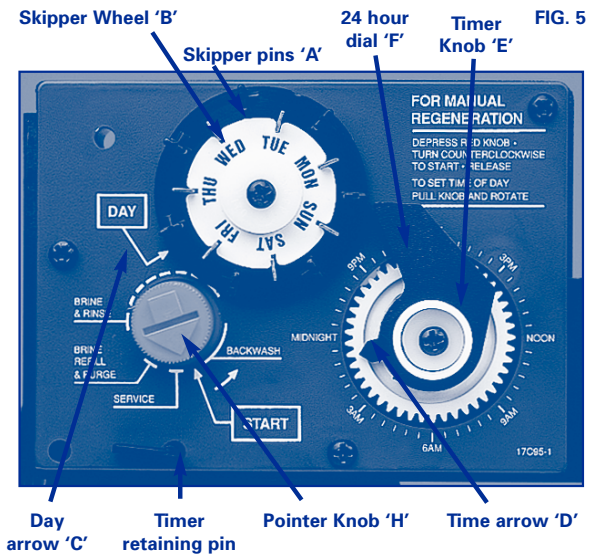 Skipper Wheel ‘B’
Skipper pins ‘A’
24 hour
dial ‘F’
Timer
Knob ‘E’
FIG. 5
FOR MANUAL
REGENERATION
DEPRESS RED KNOB •
TURN COUNTERCLOCKWISE
TO START • RELEASE
TO SET TIME OF DAY
PULL KNOB AND ROTATE
TUE
MON
SUN
SAT
FRI
THU
WED
DAY
BRINE
& RINSE
BRINE
REFILL
& PURGE
SERVICE
BACKWASH
START
9PM
3PM
MIDNIGHT
NOON
3AM
9AM
6AM
17C95-1
Day
arrow ‘C’
Timer
retaining pin
Pointer Knob ‘H’
Time arrow ‘D’